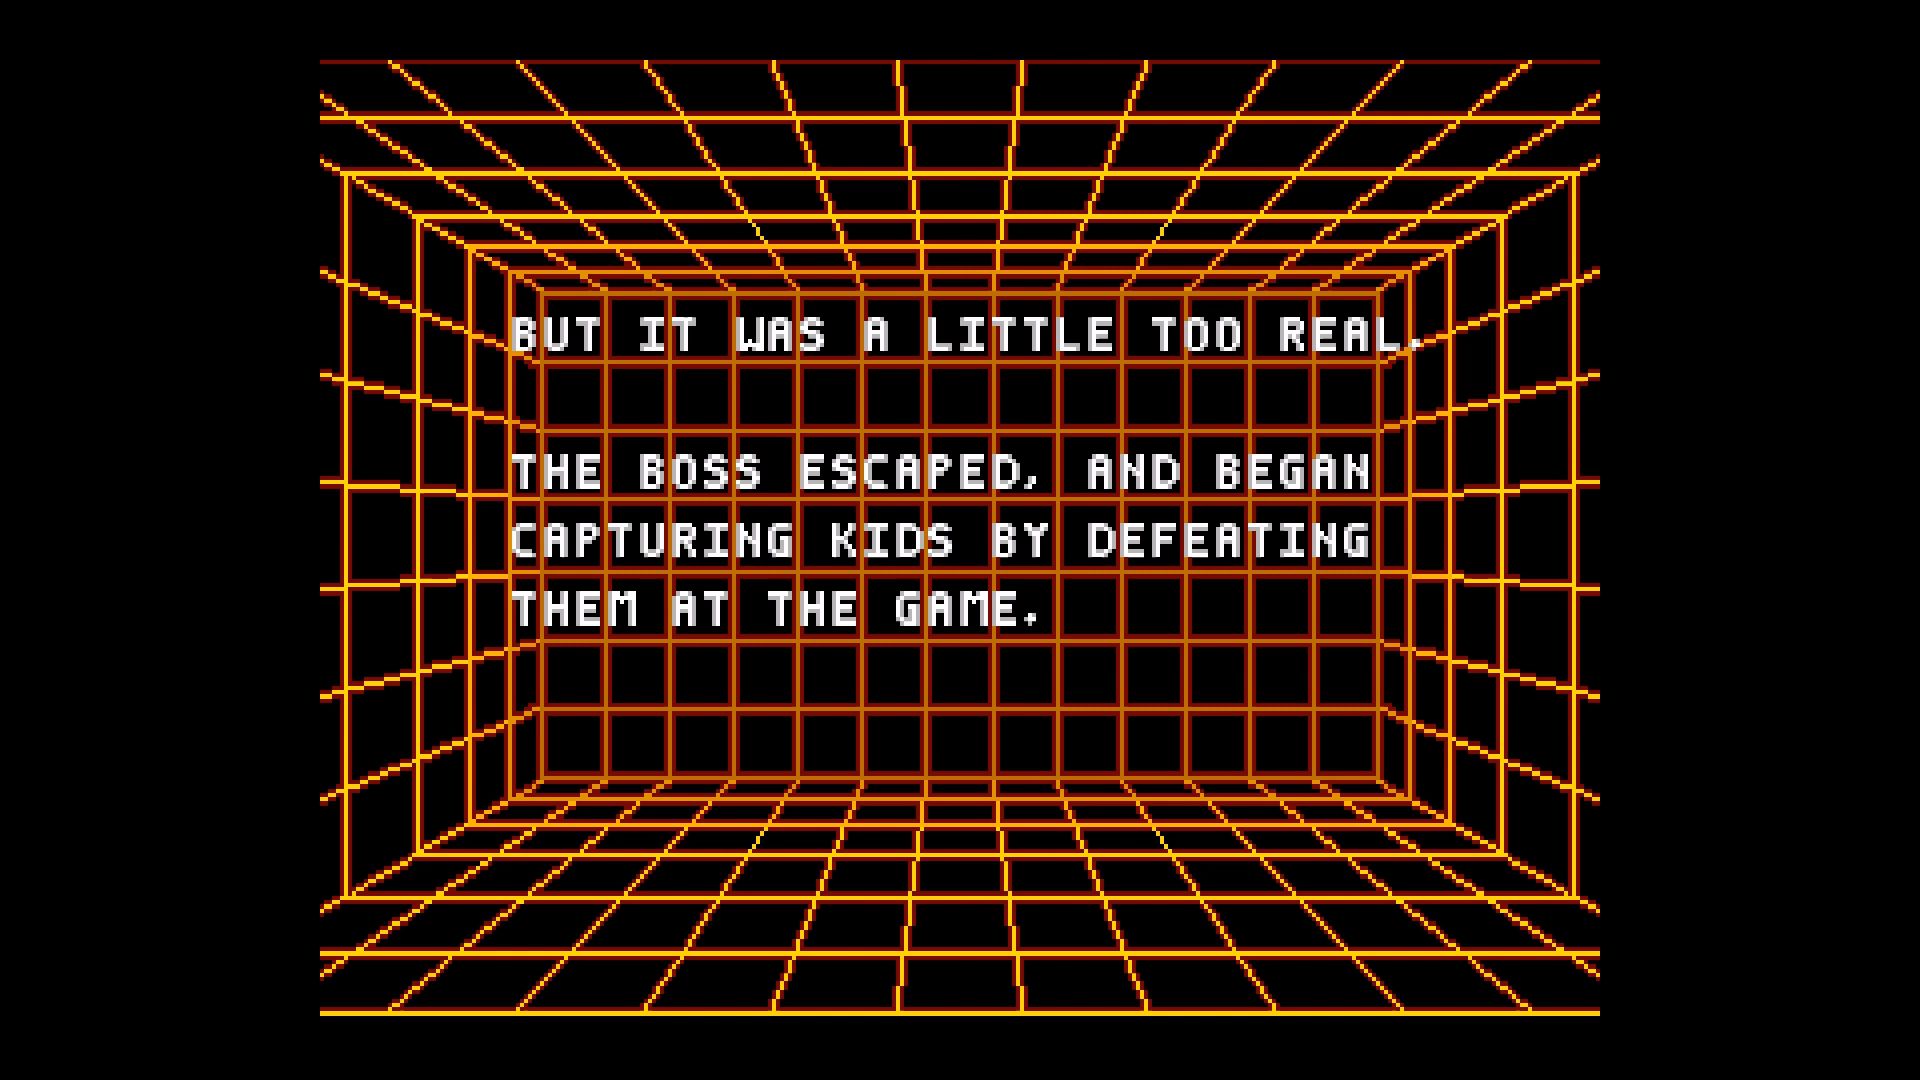 BUT IT WAS A LITTLE TOO REAL.
THE BOSS ESCAPED, AND BEGAN
CAPTURING KIDS BY DEFEATING
THEM AT THE GAME.